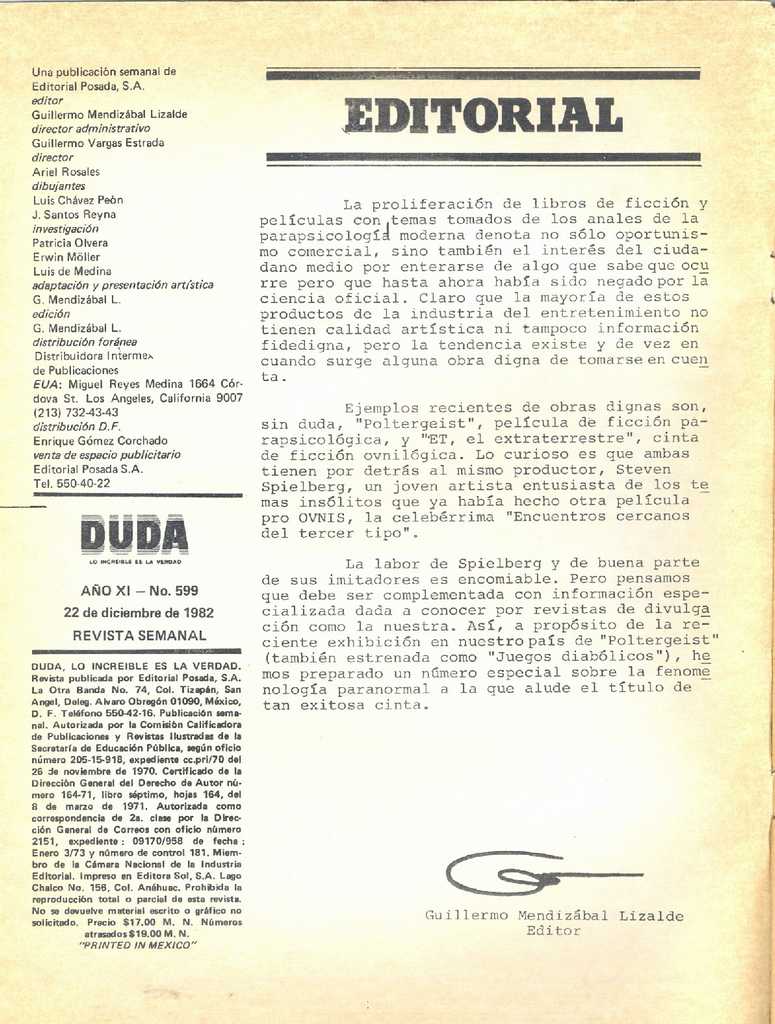 Una publicación semanal de
Editorial Posada, S.A.
editor
Guillermo Mendizábal Lizalde
director administrativo
Guillermo Vargas Estrada
director
Ariel Rosales
dibujantes
Luis Chávez Peón
J. Santos Reyna
investigación
Patricia Olvera
Erwin Möller
Luis de Medina
adaptación y presentación artística
G. Mendizábal L.
edición
G. Mendizábal L.
distribución foránea
Distribuidora Intermex
de Publicaciones
EUA: Miguel Reyes Medina 1664 Cór-
dova St. Los Angeles, California 9007
(213) 732-43-43
distribución D.F.
Enrique Gómez Corchado
venta de espacio publicitario
Editorial Posada S.A.
Tel. 550-40-22
DUDA
LO INCREIBLE ES LA VERDAD
AÑO XI – No. 599
22 de diciembre de 1982
REVISTA SEMANAL
DUDA, LO INCREIBLE ES LA VERDAD.
Revista publicada por Editorial Posada, S.A.
La Otra Banda No. 74, Col. Tizapán, San
Angel, Deleg. Alvaro Obregón 01090, México,
D. F. Teléfono 550-42-16. Publicación sema-
nal. Autorizada por la Comisión Calificadora
de Publicaciones y Revistas Ilustradas de la
Secretaría de Educación Pública, según oficio
número 205-15-918, expediente cc.pri/70 del
26 de noviembre de 1970. Certificado de la
Dirección General del Derecho de Autor nú-
mero 164-71, libro séptimo, hojas 164, del
8 de marzo de 1971. Autorizada como
correspondencia de 2a. clase por la Direc-
ción General de Correos con oficio número
2151, expediente: 09170/958 de fecha:
Enero 3/73 y número de control 181. Miem-
bro de la Cámara Nacional de la Industria
Editorial. Impreso en Editora Sol, S.A. Lago
Chalco No. 156, Col. Anáhuac. Prohibida la
reproducción total o parcial de esta revista.
No se devuelve material escrito o gráfico no
solicitado. Precio $17.00 M. N. Números
atrasados $19.00 M. N.
"PRINTED IN MEXICO"
EDITORIAL
La proliferación de libros de ficción y
películas con temas tomados de los anales de la
parapsicología moderna denota no sólo oportunis-
mo comercial, sino también el interés del ciuda-
dano medio por enterarse de algo que sabe que ocu
rre pero que hasta ahora había sido negado por la
ciencia oficial. Claro que la mayoría de estos
productos de la industria del entretenimiento no
tienen calidad artística ni tampoco información
fidedigna, pero la tendencia existe y de vez en
cuando surge alguna obra digna de tomarse en cuen
ta.
Ejemplos recientes de obras dignas son,
sin duda, "Poltergeist", película de ficción pa-
rapsicológica, y "ET, el extraterrestre", cinta
de ficción ovnilógica. Lo curioso es que ambas
tienen por detrás al mismo productor, Steven
Spielberg, un joven artista entusiasta de los te
mas insólitos que ya había hecho otra película
pro OVNIS, la celebérrima "Encuentros cercanos
del tercer tipo".
La labor de Spielberg y de buena parte
de sus imitadores es encomiable. Pero pensamos
que debe ser complementada con información espe-
cializada dada a conocer por revistas de divulga
ción como la nuestra. Así, a propósito de la re-
ciente exhibición en nuestro país de "Poltergeist"
(también estrenada como "Juegos diabólicos"), he
mos preparado un número especial sobre la fenome
nología paranormal a la que alude el título de
tan exitosa cinta.
Guillermo Mendizábal Lizalde
Editor